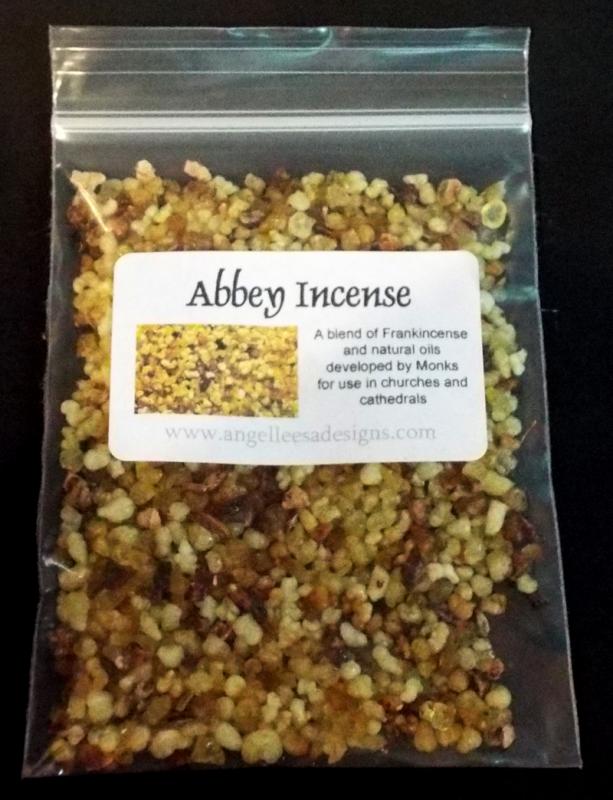 Abbey Incense
A blend of Frankincense
and natural oils
developed by Monks
for use in churches and
cathedrals
www.angelleesadesigns.com